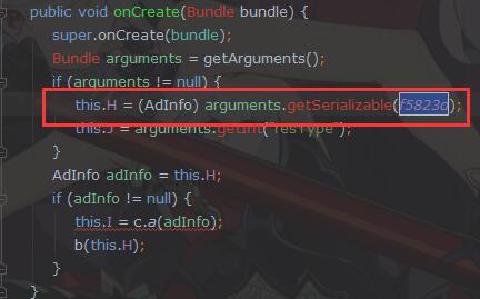 public void onCreate(Bundle bundle) {
super.onCreate(bundle);
Bundle arguments = getArguments();
if (arguments != null) {
this.H = (AdInfo) arguments.getSerializable(f5823d);
this.J = arguments.getInt("resType");
}
AdInfo adInfo = this.H;
if (adInfo != null) {
this.I = c.a(adInfo);
b(this.H);
}
}